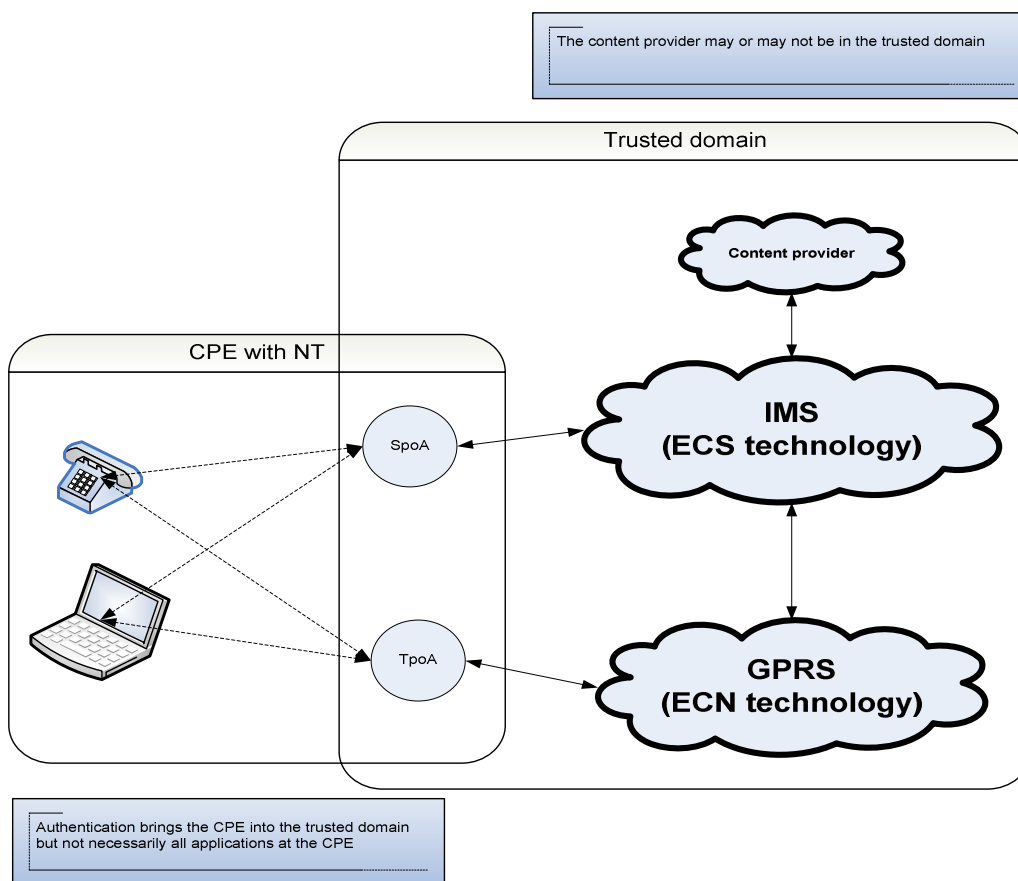 The content provider may or may not be in the trusted domain
Trusted domain
Content provider
CPE with NT
IMS
(ECS technology)
SpoA
TpoA
GPRS
(ECN technology)
Authentication brings the CPE into the trusted domain
but not necessarily all applications at the CPE